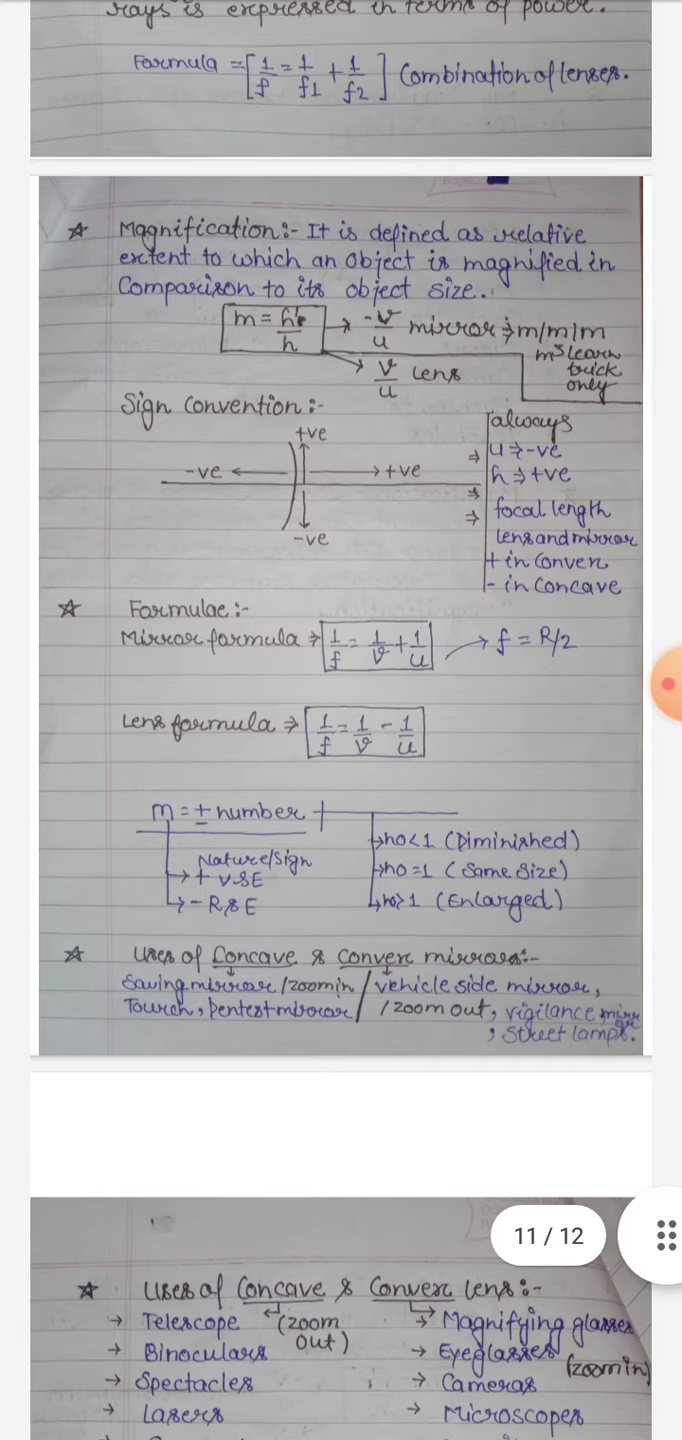 rays is expressed in terms of power.
Formula = [1/f = 1/f1 + 1/f2] Combination of lenses.
☆ Magnification:- It is defined as relative
extent to which an object is magnified in
Comparison to its object size.
m = h'/h → -v/u mirror ⇒ m/m/m
→ v/u lens
m³ learn
trick
only
Sign Convention :-
+ve
-ve ← → +ve
-ve
always
⇒ u ⇒ -ve
h ⇒ +ve
⇒
⇒ focal length
lens and mirror
+ in Convex
- in Concave
☆ Formulae :-
Mirror formula ⇒ 1/f = 1/v + 1/u → f = R/2
Lens formula ⇒ 1/f = 1/v - 1/u
m = ± number
Nature/Sign
→ + V&E
→ - R&E
→ no < 1 (Diminished)
→ no = 1 (Same Size)
→ no > 1 (Enlarged)
☆ Uses of Concave & Convex mirrors:-
Saving mirror /zoom in / vehicle side mirror,
Tourch, Dentest mirror / /zoom out, vigilance mirr
, Street lamps.
11 / 12
☆ Uses of Concave & Convex lens :-
→ Telescope (zoom out) → Magnifying glasses
→ Binoculars → Eyeglasses (zoom in)
→ Spectacles → Cameras
→ Lasers → Microscopes